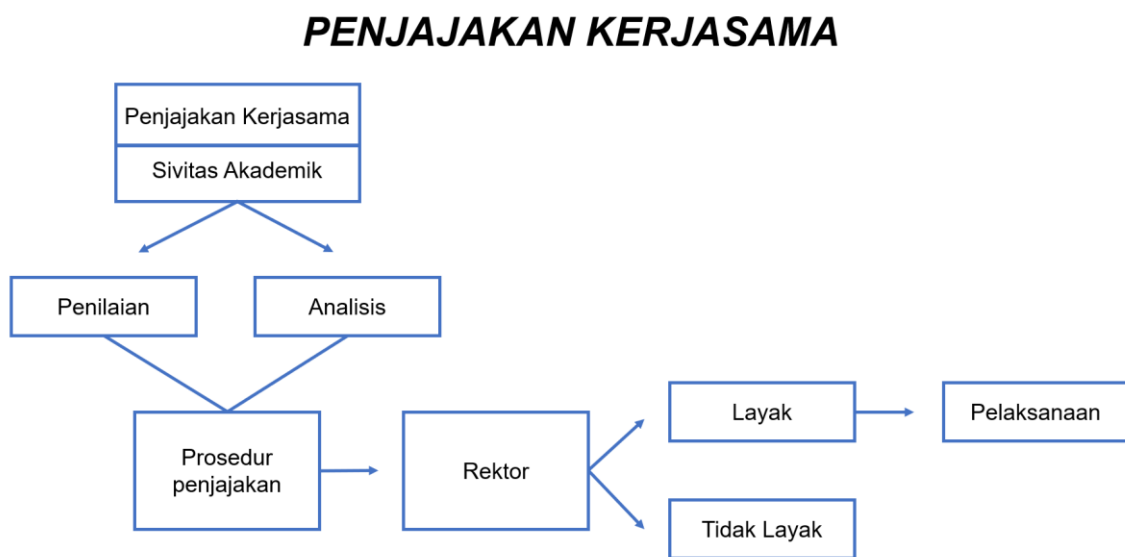 PENJAJAKAN KERJASAMA
Penjajakan Kerjasama
Sivitas Akademik
Penilaian
Analisis
Prosedur
penjajakan
Rektor
Layak
Pelaksanaan
Tidak Layak